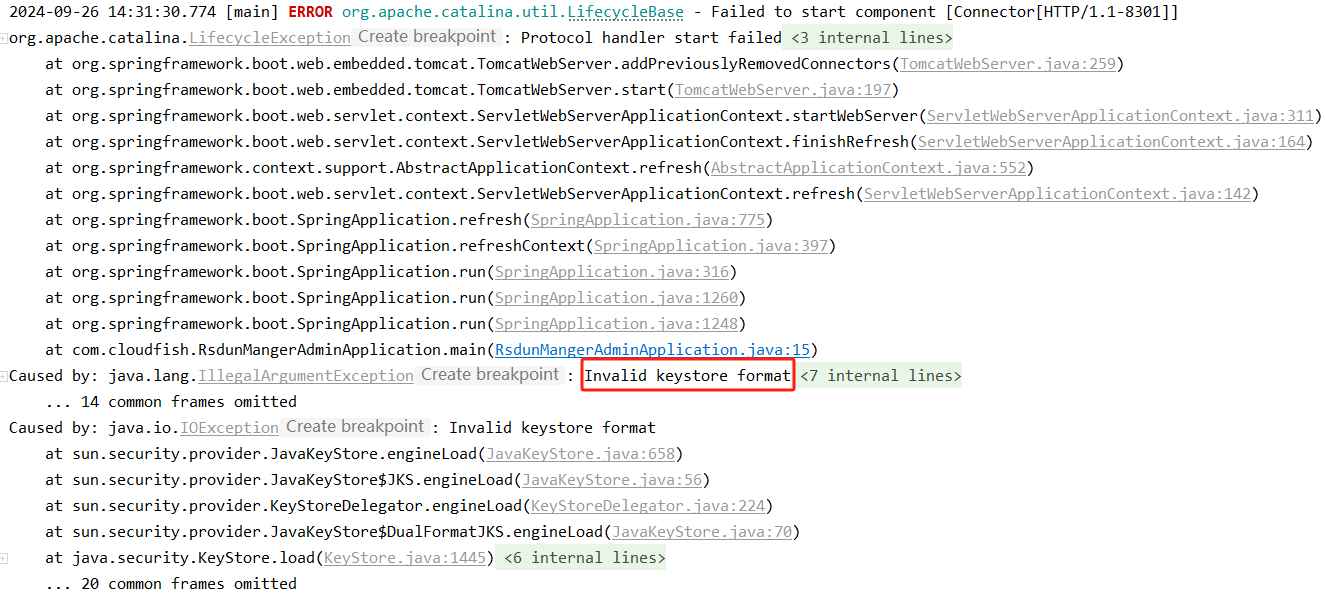 2024-09-26 14:31:30.774 [main] ERROR org.apache.catalina.util.LifecycleBase - Failed to start component [Connector[HTTP/1.1-8301]]
org.apache.catalina.LifecycleException Create breakpoint : Protocol handler start failed <3 internal lines>
at org.springframework.boot.web.embedded.tomcat.TomcatWebServer.addPreviouslyRemovedConnectors(TomcatWebServer.java:259)
at org.springframework.boot.web.embedded.tomcat.TomcatWebServer.start(TomcatWebServer.java:197)
at org.springframework.boot.web.servlet.context.ServletWebServerApplicationContext.startWebServer(ServletWebServerApplicationContext.java:311)
at org.springframework.boot.web.servlet.context.ServletWebServerApplicationContext.finishRefresh(ServletWebServerApplicationContext.java:164)
at org.springframework.context.support.AbstractApplicationContext.refresh(AbstractApplicationContext.java:552)
at org.springframework.boot.web.servlet.context.ServletWebServerApplicationContext.refresh(ServletWebServerApplicationContext.java:142)
at org.springframework.boot.SpringApplication.refresh(SpringApplication.java:775)
at org.springframework.boot.SpringApplication.refreshContext(SpringApplication.java:397)
at org.springframework.boot.SpringApplication.run(SpringApplication.java:316)
at org.springframework.boot.SpringApplication.run(SpringApplication.java:1260)
at org.springframework.boot.SpringApplication.run(SpringApplication.java:1248)
at com.cloudfish.RsdunMangerAdminApplication.main(RsdunMangerAdminApplication.java:15)
Caused by: java.lang.IllegalArgumentException Create breakpoint : Invalid keystore format <7 internal lines>
... 14 common frames omitted
Caused by: java.io.IOException Create breakpoint : Invalid keystore format
at sun.security.provider.JavaKeyStore.engineLoad(JavaKeyStore.java:658)
at sun.security.provider.JavaKeyStore$JKS.engineLoad(JavaKeyStore.java:56)
at sun.security.provider.KeyStoreDelegator.engineLoad(KeyStoreDelegator.java:224)
at sun.security.provider.JavaKeyStore$DualFormatJKS.engineLoad(JavaKeyStore.java:70)
at java.security.KeyStore.load(KeyStore.java:1445) <6 internal lines>
... 20 common frames omitted